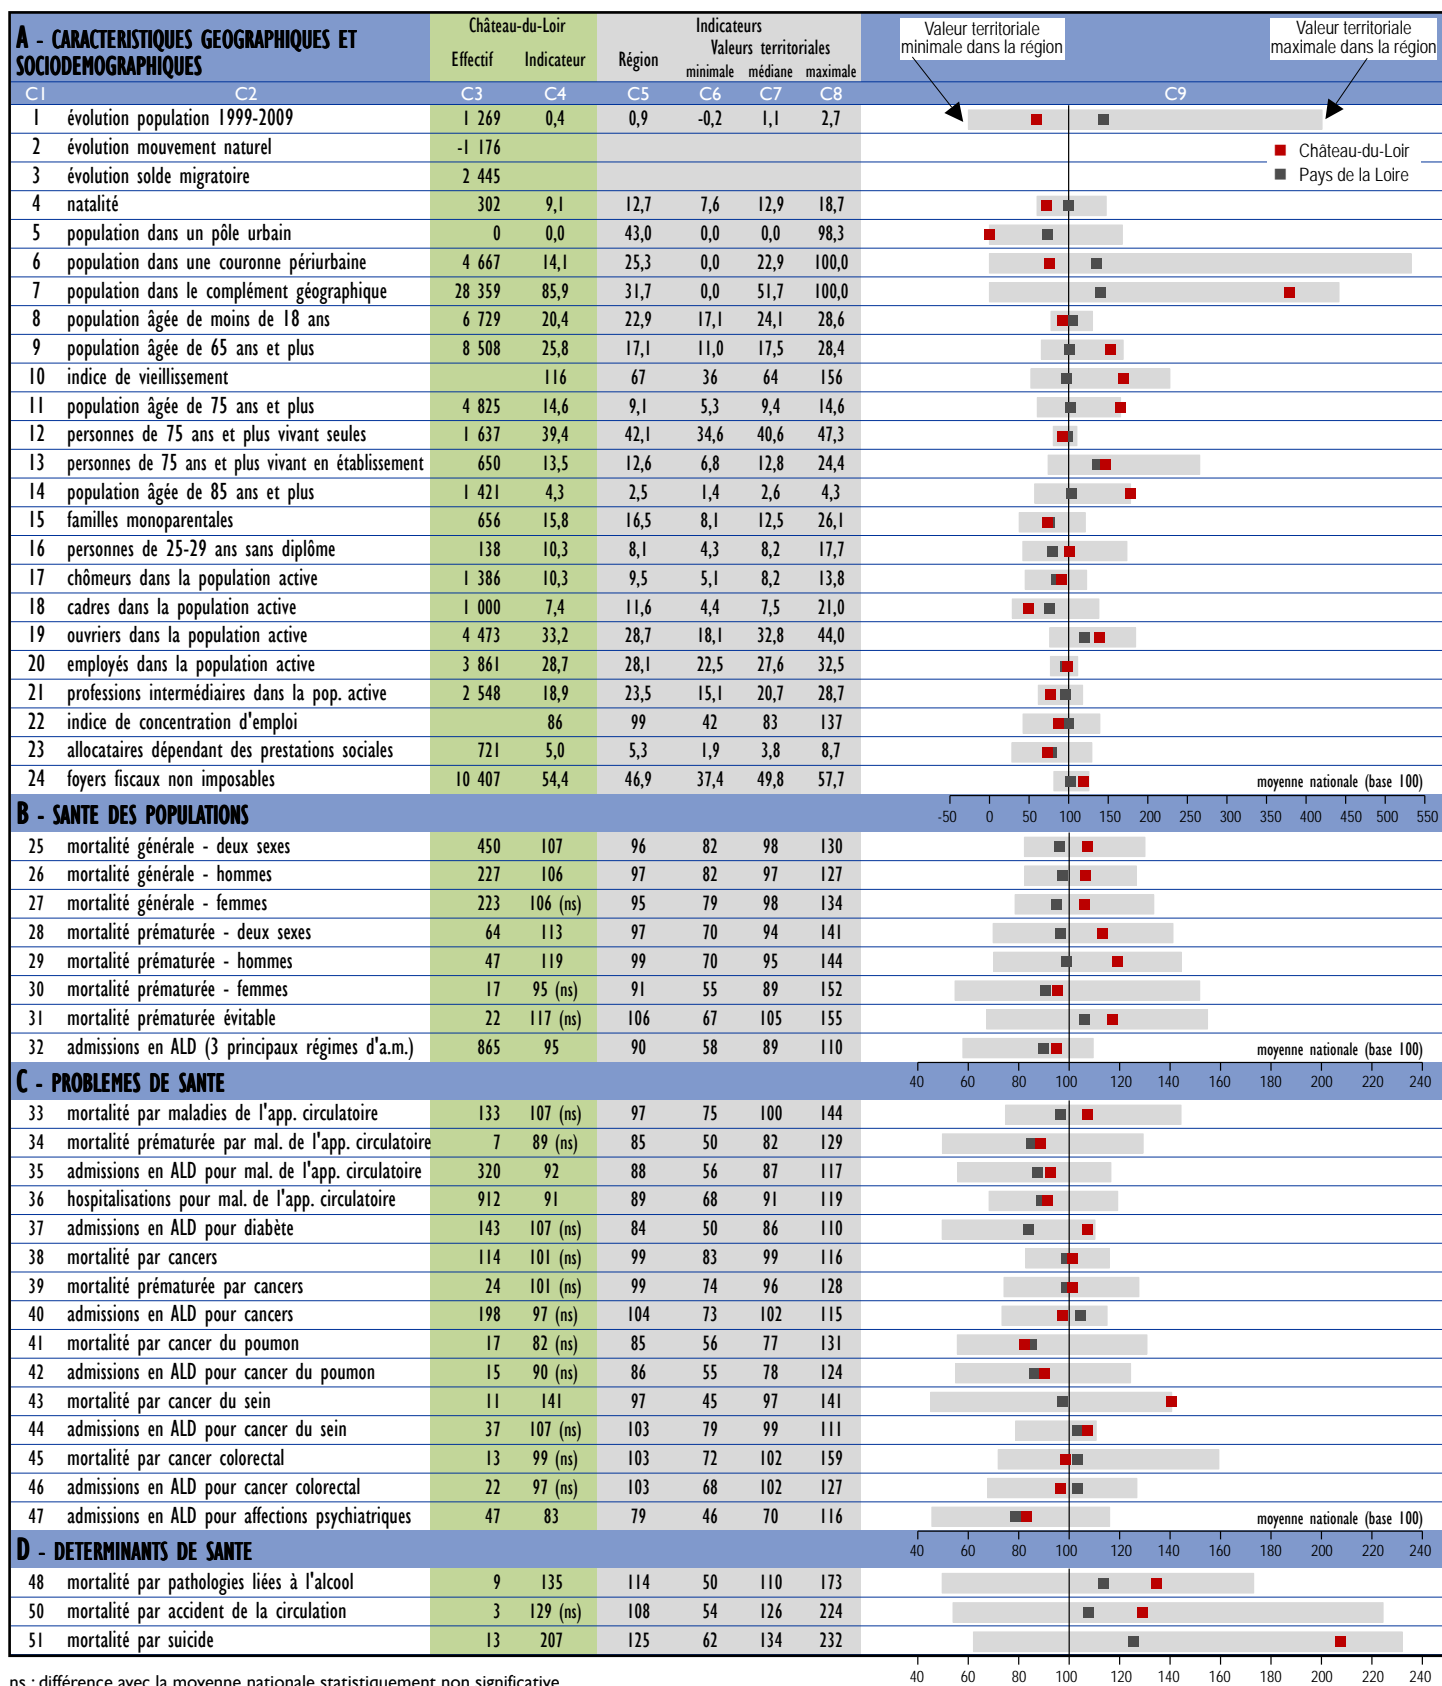 A - CARACTERISTIQUES GEOGRAPHIQUES ET SOCIODEMOGRAPHIQUES
Château-du-Loir
Indicateurs
Effectif Indicateur Région Valeurs territoriales
minimale médiane maximale
Valeur territoriale minimale dans la région
Valeur territoriale maximale dans la région
C1 C2 C3 C4 C5 C6 C7 C8 C9
1 évolution population 1999-2009 1 269 0,4 0,9 -0,2 1,1 2,7
2 évolution mouvement naturel -1 176
Château-du-Loir
3 évolution solde migratoire 2 445
Pays de la Loire
4 natalité 302 9,1 12,7 7,6 12,9 18,7
5 population dans un pôle urbain 0 0,0 43,0 0,0 0,0 98,3
6 population dans une couronne périurbaine 4 667 14,1 25,3 0,0 22,9 100,0
7 population dans le complément géographique 28 359 85,9 31,7 0,0 51,7 100,0
8 population âgée de moins de 18 ans 6 729 20,4 22,9 17,1 24,1 28,6
9 population âgée de 65 ans et plus 8 508 25,8 17,1 11,0 17,5 28,4
10 indice de vieillissement 116 67 36 64 156
11 population âgée de 75 ans et plus 4 825 14,6 9,1 5,3 9,4 14,6
12 personnes de 75 ans et plus vivant seules 1 637 39,4 42,1 34,6 40,6 47,3
13 personnes de 75 ans et plus vivant en établissement 650 13,5 12,6 6,8 12,8 24,4
14 population âgée de 85 ans et plus 1 421 4,3 2,5 1,4 2,6 4,3
15 familles monoparentales 656 15,8 16,5 8,1 12,5 26,1
16 personnes de 25-29 ans sans diplôme 138 10,3 8,1 4,3 8,2 17,7
17 chômeurs dans la population active 1 386 10,3 9,5 5,1 8,2 13,8
18 cadres dans la population active 1 000 7,4 11,6 4,4 7,5 21,0
19 ouvriers dans la population active 4 473 33,2 28,7 18,1 32,8 44,0
20 employés dans la population active 3 861 28,7 28,1 22,5 27,6 32,5
21 professions intermédiaires dans la pop. active 2 548 18,9 23,5 15,1 20,7 28,7
22 indice de concentration d'emploi 86 99 42 83 137
23 allocataires dépendant des prestations sociales 721 5,0 5,3 1,9 3,8 8,7
24 foyers fiscaux non imposables 10 407 54,4 46,9 37,4 49,8 57,7 moyenne nationale (base 100)
B - SANTE DES POPULATIONS -50 0 50 100 150 200 250 300 350 400 450 500 550
25 mortalité générale - deux sexes 450 107 96 82 98 130
26 mortalité générale - hommes 227 106 97 82 97 127
27 mortalité générale - femmes 223 106 (ns) 95 79 98 134
28 mortalité prématurée - deux sexes 64 113 97 70 94 141
29 mortalité prématurée - hommes 47 119 99 70 95 144
30 mortalité prématurée - femmes 17 95 (ns) 91 55 89 152
31 mortalité prématurée évitable 22 117 (ns) 106 67 105 155
32 admissions en ALD (3 principaux régimes d'a.m.) 865 95 90 58 89 110 moyenne nationale (base 100)
C - PROBLEMES DE SANTE 40 60 80 100 120 140 160 180 200 220 240
33 mortalité par maladies de l'app. circulatoire 133 107 (ns) 97 75 100 144
34 mortalité prématurée par mal. de l'app. circulatoire 7 89 (ns) 85 50 82 129
35 admissions en ALD pour mal. de l'app. circulatoire 320 92 88 56 87 117
36 hospitalisations pour mal. de l'app. circulatoire 912 91 89 68 91 119
37 admissions en ALD pour diabète 143 107 (ns) 84 50 86 110
38 mortalité par cancers 114 101 (ns) 99 83 99 116
39 mortalité prématurée par cancers 24 101 (ns) 99 74 96 128
40 admissions en ALD pour cancers 198 97 (ns) 104 73 102 115
41 mortalité par cancer du poumon 17 82 (ns) 85 56 77 131
42 admissions en ALD pour cancer du poumon 15 90 (ns) 86 55 78 124
43 mortalité par cancer du sein 11 141 97 45 97 141
44 admissions en ALD pour cancer du sein 37 107 (ns) 103 79 99 111
45 mortalité par cancer colorectal 13 99 (ns) 103 72 102 159
46 admissions en ALD pour cancer colorectal 22 97 (ns) 103 68 102 127
47 admissions en ALD pour affections psychiatriques 47 83 79 46 70 116 moyenne nationale (base 100)
D - DETERMINANTS DE SANTE 40 60 80 100 120 140 160 180 200 220 240
48 mortalité par pathologies liées à l'alcool 9 135 114 50 110 173
50 mortalité par accident de la circulation 3 129 (ns) 108 54 126 224
51 mortalité par suicide 13 207 125 62 134 232
40 60 80 100 120 140 160 180 200 220 240
ns : différence avec la moyenne nationale statistiquement non significative